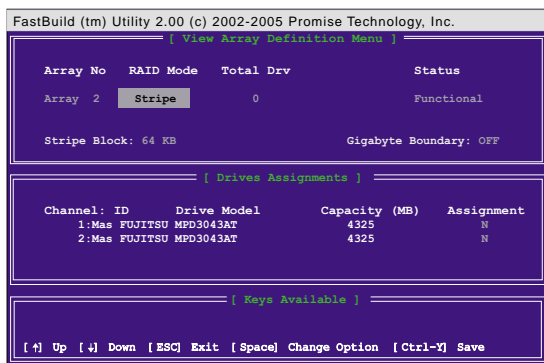 FastBuild (tm) Utility 2.00 (c) 2002-2005 Promise Technology, Inc.
[ View Array Definition Menu ]
Array No RAID Mode Total Drv Status
Array 2 Stripe 0 Functional
Stripe Block: 64 KB Gigabyte Boundary: OFF
[ Drives Assignments ]
Channel: ID Drive Model Capacity (MB) Assignment
1:Mas FUJITSU MPD3043AT 4325 N
2:Mas FUJITSU MPD3043AT 4325 N
[ Keys Available ]
[↑] Up [↓] Down [ESC] Exit [Space] Change Option [Ctrl-Y] Save